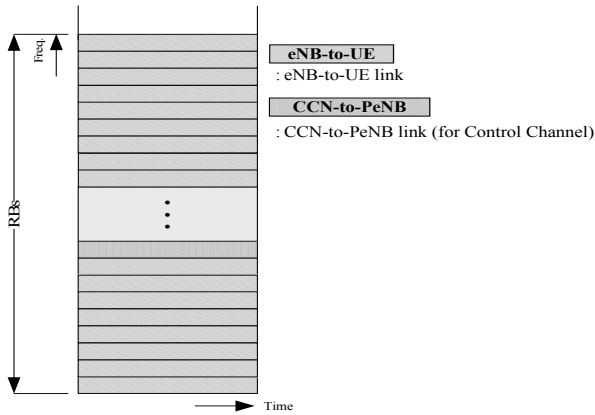 Freq.
eNB-to-UE
: eNB-to-UE link
CCN-to-PeNB
: CCN-to-PeNB link (for Control Channel)
RBs
Time